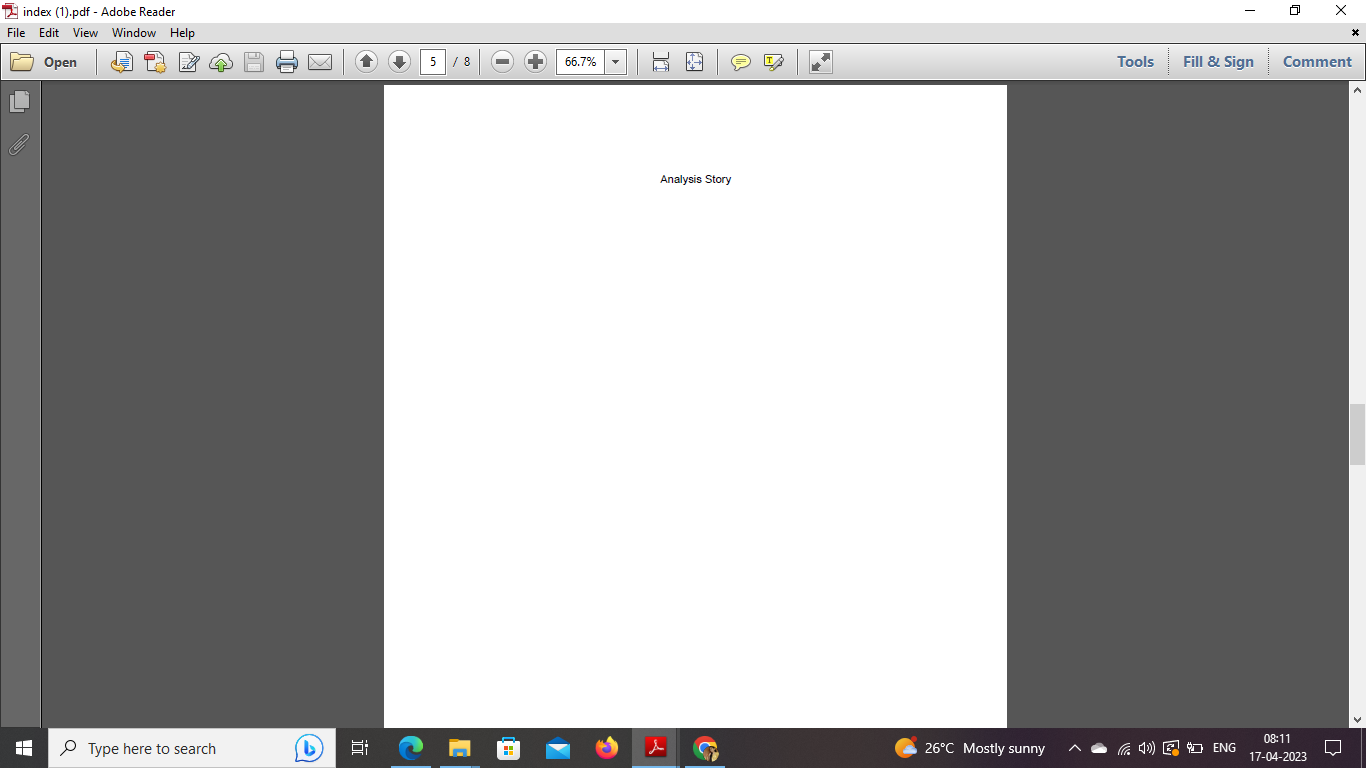 index (1).pdf - Adobe Reader
File Edit View Window Help
Open 5 / 8 66.7% Tools Fill & Sign Comment
Analysis Story
Type here to search
26°C Mostly sunny ENG 08:11
17-04-2023